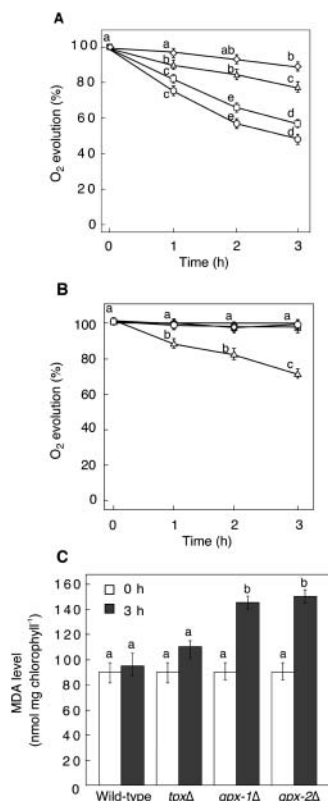 A
a
a
ab
b
b
b
c
c
e
d
c
e
d
100
80
60
40
0
O₂ evolution (%)
0
1
2
3
Time (h)
B
a
a
a
a
b
b
c
100
80
60
40
20
0
O₂ evolution (%)
0
1
2
3
Time (h)
C
160
140
120
100
80
60
40
20
0
MDA level
(nmol mg chlorophyll⁻¹)
0 h
3 h
a
a
a
a
a
b
a
b
Wild-type
tpxΔ
gpx-1Δ
gpx-2Δ